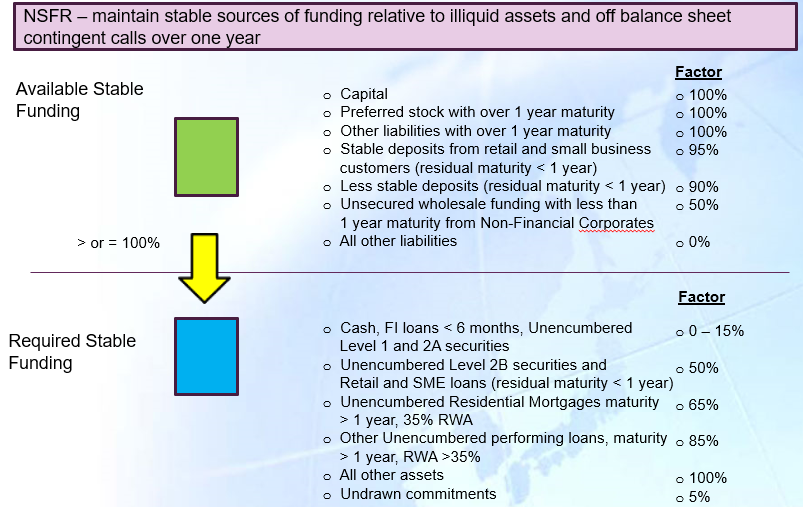 NSFR – maintain stable sources of funding relative to illiquid assets and off balance sheet
contingent calls over one year
Available Stable
Funding
Factor
o Capital o 100%
o Preferred stock with over 1 year maturity o 100%
o Other liabilities with over 1 year maturity o 100%
o Stable deposits from retail and small business o 95%
customers (residual maturity < 1 year)
o Less stable deposits (residual maturity < 1 year) o 90%
o Unsecured wholesale funding with less than o 50%
1 year maturity from Non-Financial Corporates
o All other liabilities o 0%
> or = 100%
Required Stable
Funding
Factor
o Cash, FI loans < 6 months, Unencumbered o 0 – 15%
Level 1 and 2A securities
o Unencumbered Level 2B securities and o 50%
Retail and SME loans (residual maturity < 1 year)
o Unencumbered Residential Mortgages maturity o 65%
> 1 year, 35% RWA
o Other Unencumbered performing loans, maturity o 85%
> 1 year, RWA >35%
o All other assets o 100%
o Undrawn commitments o 5%